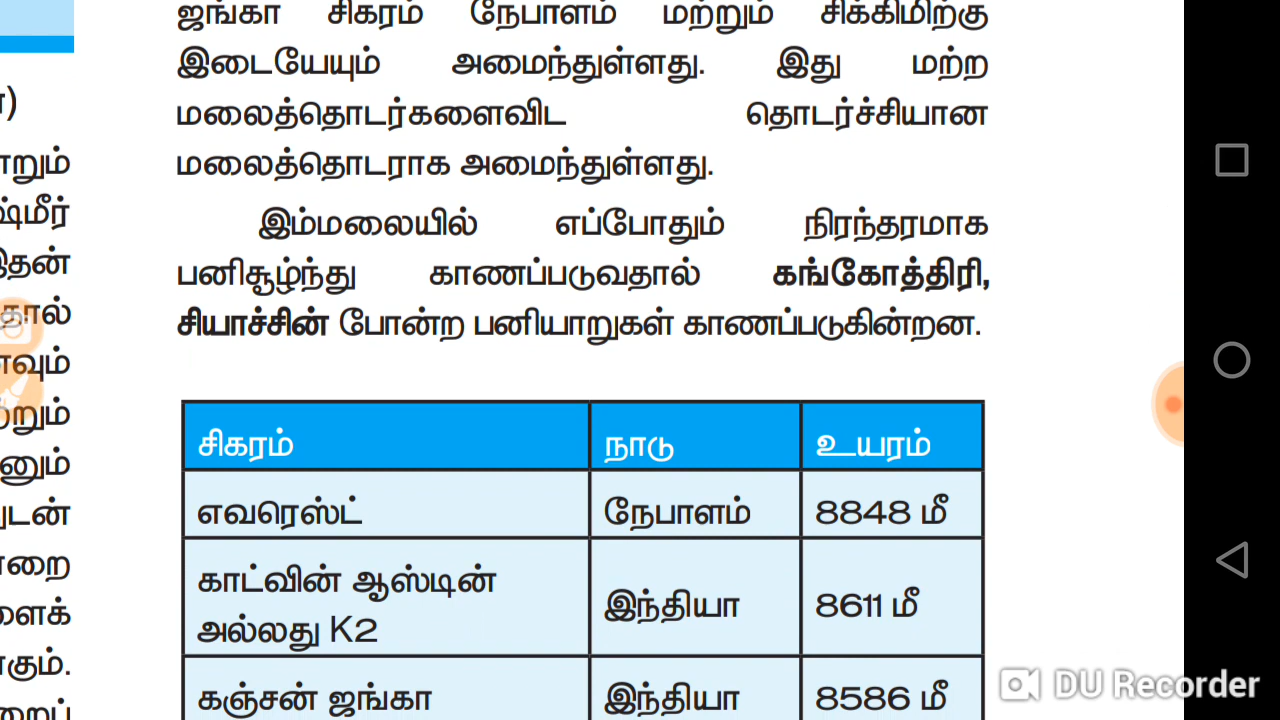 ஜங்கா சிகரம் நேபாளம் மற்றும் சிக்கிமிற்கு
இடையேயும் அமைந்துள்ளது. இது மற்ற
மலைத்தொடர்களைவிட தொடர்ச்சியான
மலைத்தொடராக அமைந்துள்ளது.
இம்மலையில் எப்போதும் நிரந்தரமாக
பனிசூழ்ந்து காணப்படுவதால் கங்கோத்திரி,
சியாச்சின் போன்ற பனியாறுகள் காணப்படுகின்றன.
சிகரம் நாடு உயரம்
எவரெஸ்ட் நேபாளம் 8848 மீ
காட்வின் ஆஸ்டின்
அல்லது K2 இந்தியா 8611 மீ
கஞ்சன் ஜங்கா இந்தியா 8586 மீ
DU Recorder